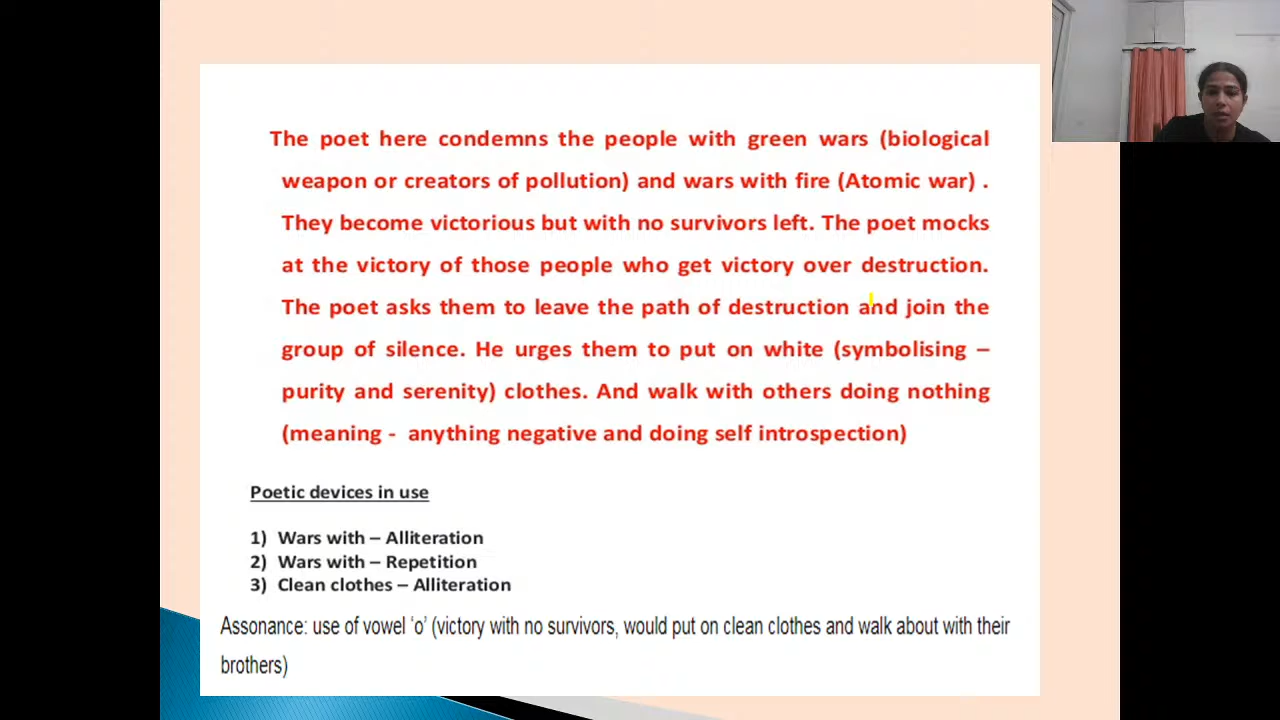 The poet here condemns the people with green wars (biological
weapon or creators of pollution) and wars with fire (Atomic war) .
They become victorious but with no survivors left. The poet mocks
at the victory of those people who get victory over destruction.
The poet asks them to leave the path of destruction and join the
group of silence. He urges them to put on white (symbolising –
purity and serenity) clothes. And walk with others doing nothing
(meaning - anything negative and doing self introspection)
Poetic devices in use
1) Wars with – Alliteration
2) Wars with – Repetition
3) Clean clothes – Alliteration
Assonance: use of vowel ‘o’ (victory with no survivors, would put on clean clothes and walk about with their
brothers)